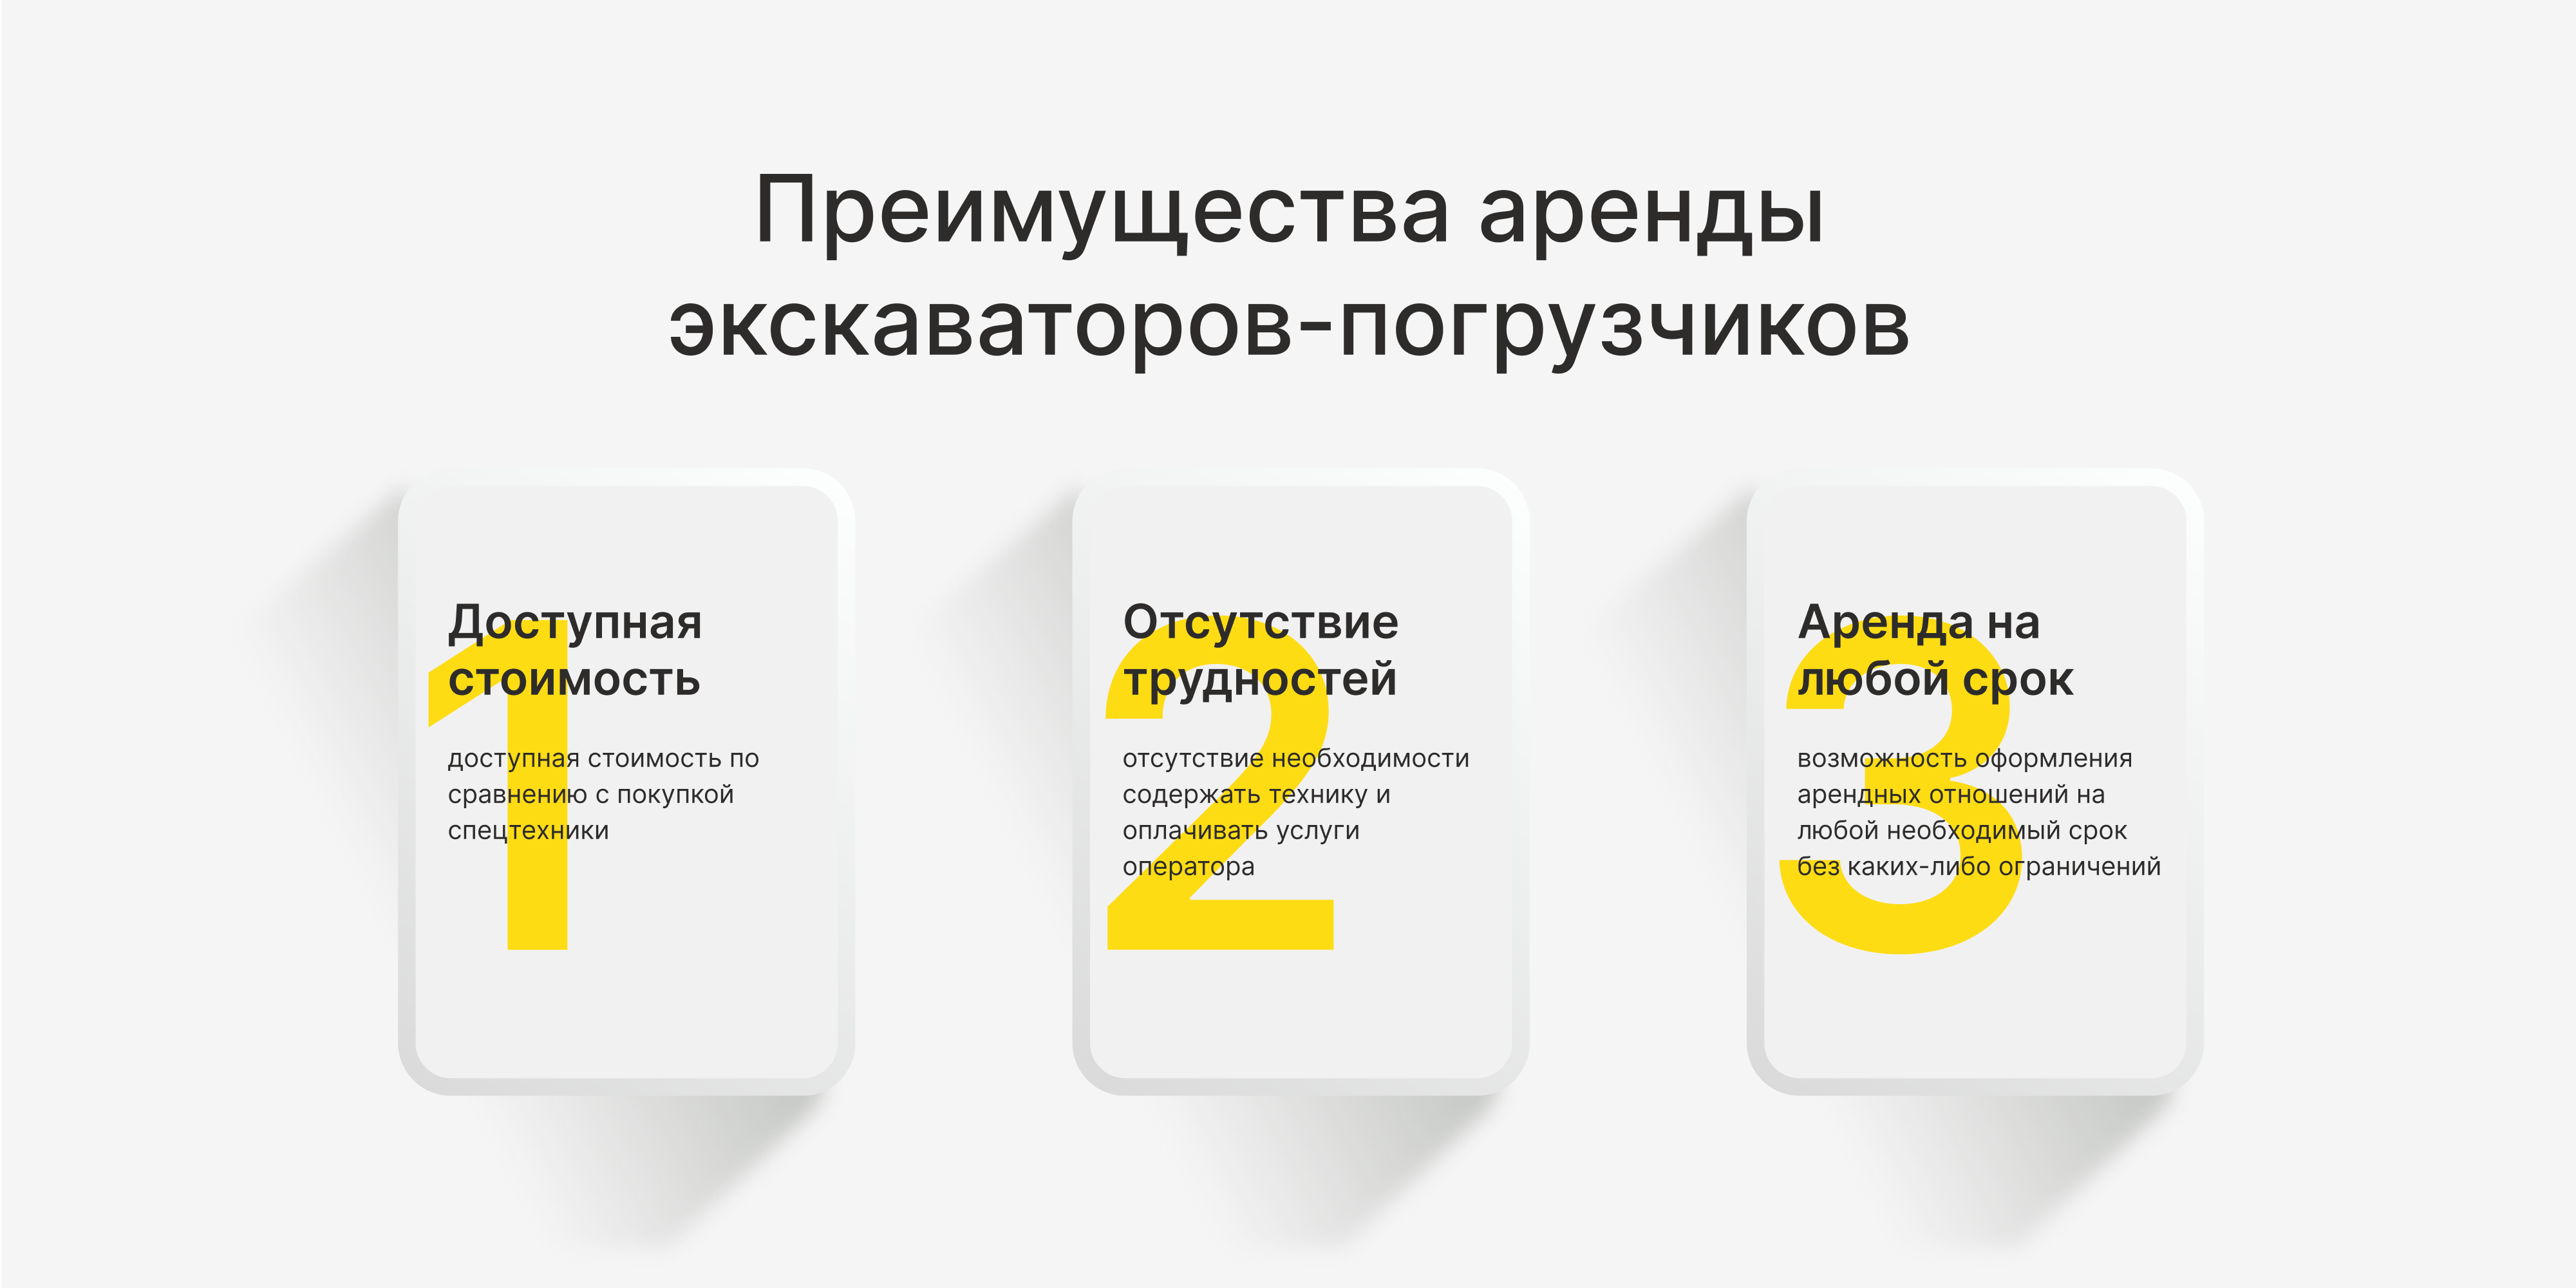 Преимущества аренды
экскаваторов-погрузчиков
1
Доступная
стоимость
доступная стоимость по
сравнению с покупкой
спецтехники
2
Отсутствие
трудностей
отсутствие необходимости
содержать технику и
оплачивать услуги
оператора
3
Аренда на
любой срок
возможность оформления
арендных отношений на
любой необходимый срок
без каких-либо ограничений